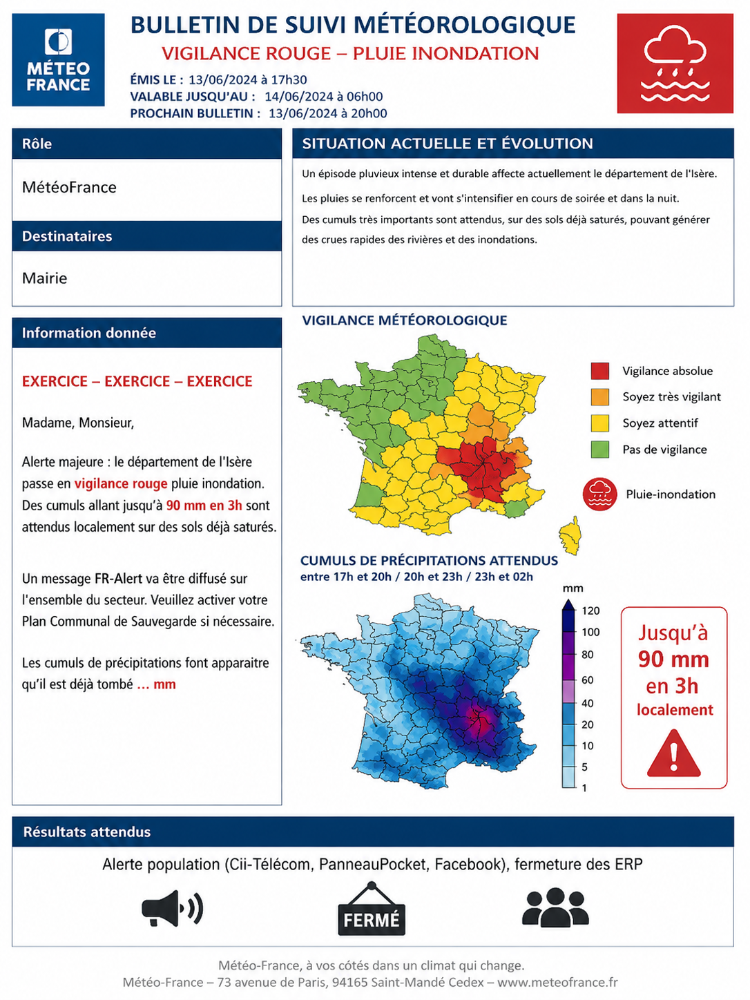 MÉTEO
FRANCE
BULLETIN DE SUIVI MÉTÉOROLOGIQUE
VIGILANCE ROUGE – PLUIE INONDATION
ÉMIS LE : 13/06/2024 à 17h30
VALABLE JUSQU'AU : 14/06/2024 à 06h00
PROCHAIN BULLETIN : 13/06/2024 à 20h00
Rôle
MétéoFrance
Destinataires
Mairie
SITUATION ACTUELLE ET ÉVOLUTION
Un épisode pluvieux intense et durable affecte actuellement le département de l'Isère.
Les pluies se renforcent et vont s'intensifier en cours de soirée et dans la nuit.
Des cumuls très importants sont attendus, sur des sols déjà saturés, pouvant générer
des crues rapides des rivières et des inondations.
Information donnée
EXERCICE – EXERCICE – EXERCICE
Madame, Monsieur,
Alerte majeure : le département de l'Isère
passe en vigilance rouge pluie inondation.
Des cumuls allant jusqu'à 90 mm en 3h sont
attendus localement sur des sols déjà saturés.
Un message FR-Alert va être diffusé sur
l'ensemble du secteur. Veuillez activer votre
Plan Communal de Sauvegarde si nécessaire.
Les cumuls de précipitations font apparaitre
qu'il est déjà tombé ... mm
VIGILANCE MÉTÉOROLOGIQUE
Vigilance absolue
Soyez très vigilant
Soyez attentif
Pas de vigilance
Pluie-inondation
CUMULS DE PRÉCIPITATIONS ATTENDUS
entre 17h et 20h / 20h et 23h / 23h et 02h
mm
120
100
80
60
40
20
10
5
1
Jusqu'à
90 mm
en 3h
localement
!
Résultats attendus
Alerte population (Cii-Télécom, PanneauPocket, Facebook), fermeture des ERP
FERMÉ
Météo-France, à vos côtés dans un climat qui change.
Météo-France – 73 avenue de Paris, 94165 Saint-Mandé Cedex – www.meteofrance.fr